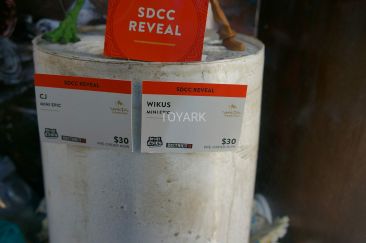 SDCC
REVEAL
SDCC REVEAL
CJ
MINI EPIC
$30
SDCC REVEAL
WIKUS
MINI EPIC
$30
TOYARK